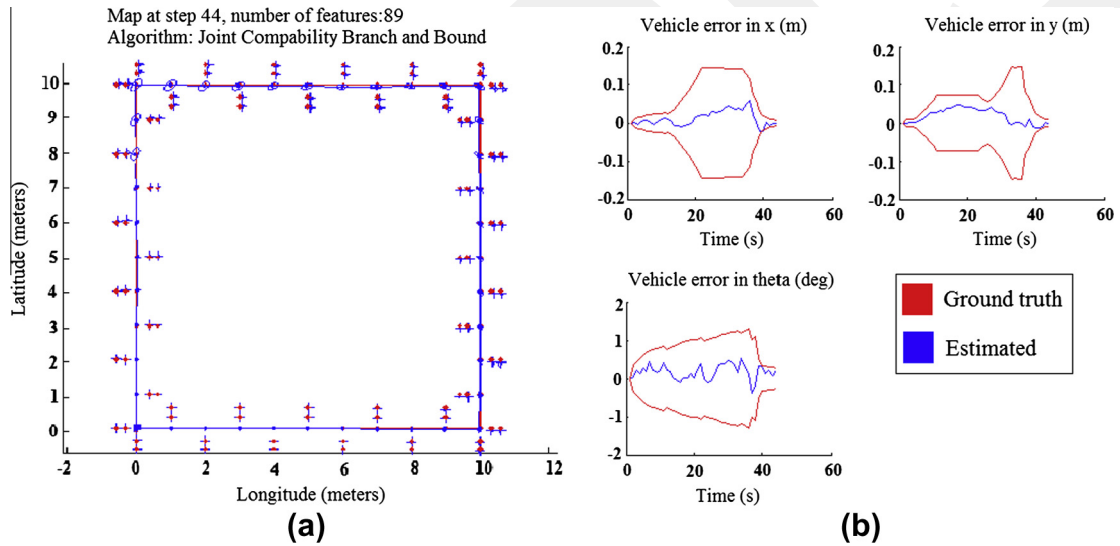 Map at step 44, number of features:89
Algorithm: Joint Compability Branch and Bound
Latitude (meters)
10
9
8
7
6
5
4
3
2
1
0
-2 0 2 4 6 8 10 12
Longitude (meters)
(a)
Vehicle error in x (m)
0.2
0.1
0
-0.1
-0.2
0 20 40 60
Time (s)
Vehicle error in y (m)
0.2
0.1
0
-0.1
-0.2
0 20 40 60
Time (s)
Vehicle error in theta (deg)
2
1
0
-1
-2
0 20 40 60
Time (s)
Ground truth
Estimated
(b)